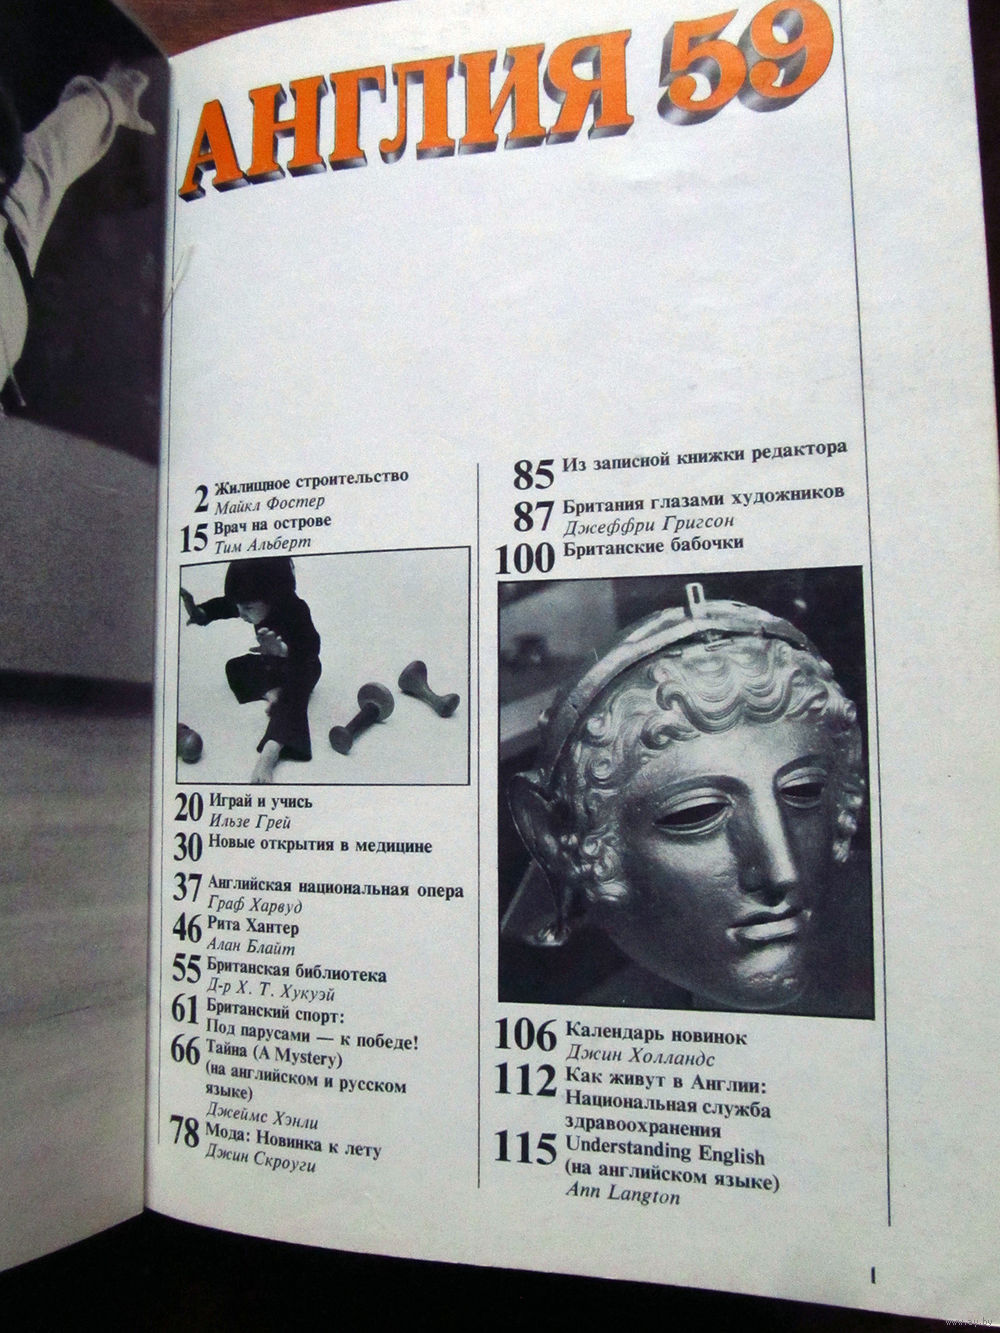 АНГЛИЯ 59
2 Жилищное строительство
Майкл Фостер
15 Врач на острове
Тим Альберт
20 Играй и учись
Ильзе Грей
30 Новые открытия в медицине
37 Английская национальная опера
Граф Харвуд
46 Рита Хантер
Алан Блайт
55 Британская библиотека
Д-р Х. Т. Хукуэй
61 Британский спорт:
Под парусами — к победе!
66 Тайна (A Mystery)
(на английском и русском
языке)
Джеймс Хэнли
78 Мода: Новинка к лету
Джин Скроуги
85 Из записной книжки редактора
87 Британия глазами художников
Джеффри Григсон
100 Британские бабочки
106 Календарь новинок
Джин Холландс
112 Как живут в Англии:
Национальная служба
здравоохранения
115 Understanding English
(на английском языке)
Ann Langton
1